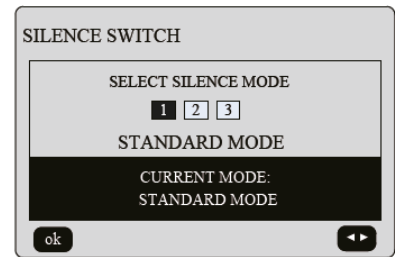 SILENCE SWITCH
SELECT SILENCE MODE
1 2 3
STANDARD MODE
CURRENT MODE:
STANDARD MODE
ok